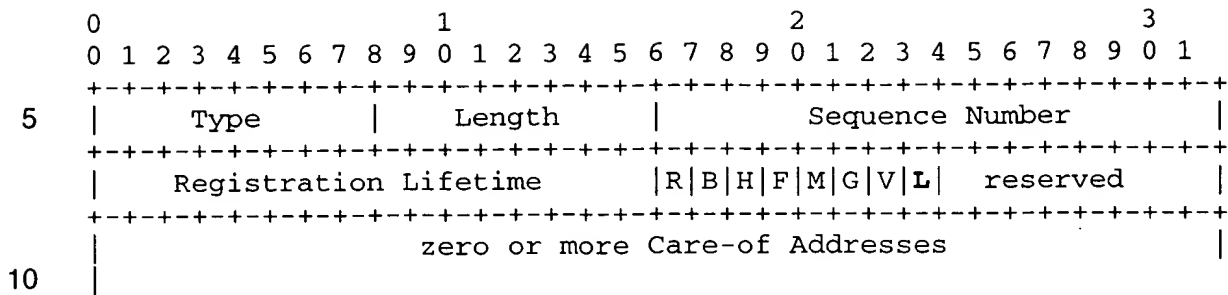 0                   1                   2                   3
0 1 2 3 4 5 6 7 8 9 0 1 2 3 4 5 6 7 8 9 0 1 2 3 4 5 6 7 8 9 0 1
+-+-+-+-+-+-+-+-+-+-+-+-+-+-+-+-+-+-+-+-+-+-+-+-+-+-+-+-+-+-+-+-+
5 |     Type      |    Length     |        Sequence Number        |
+-+-+-+-+-+-+-+-+-+-+-+-+-+-+-+-+-+-+-+-+-+-+-+-+-+-+-+-+-+-+-+-+
|    Registration Lifetime      |R|B|H|F|M|G|V|L|  reserved     |
+-+-+-+-+-+-+-+-+-+-+-+-+-+-+-+-+-+-+-+-+-+-+-+-+-+-+-+-+-+-+-+-+
|                  zero or more Care-of Addresses               |
10 |